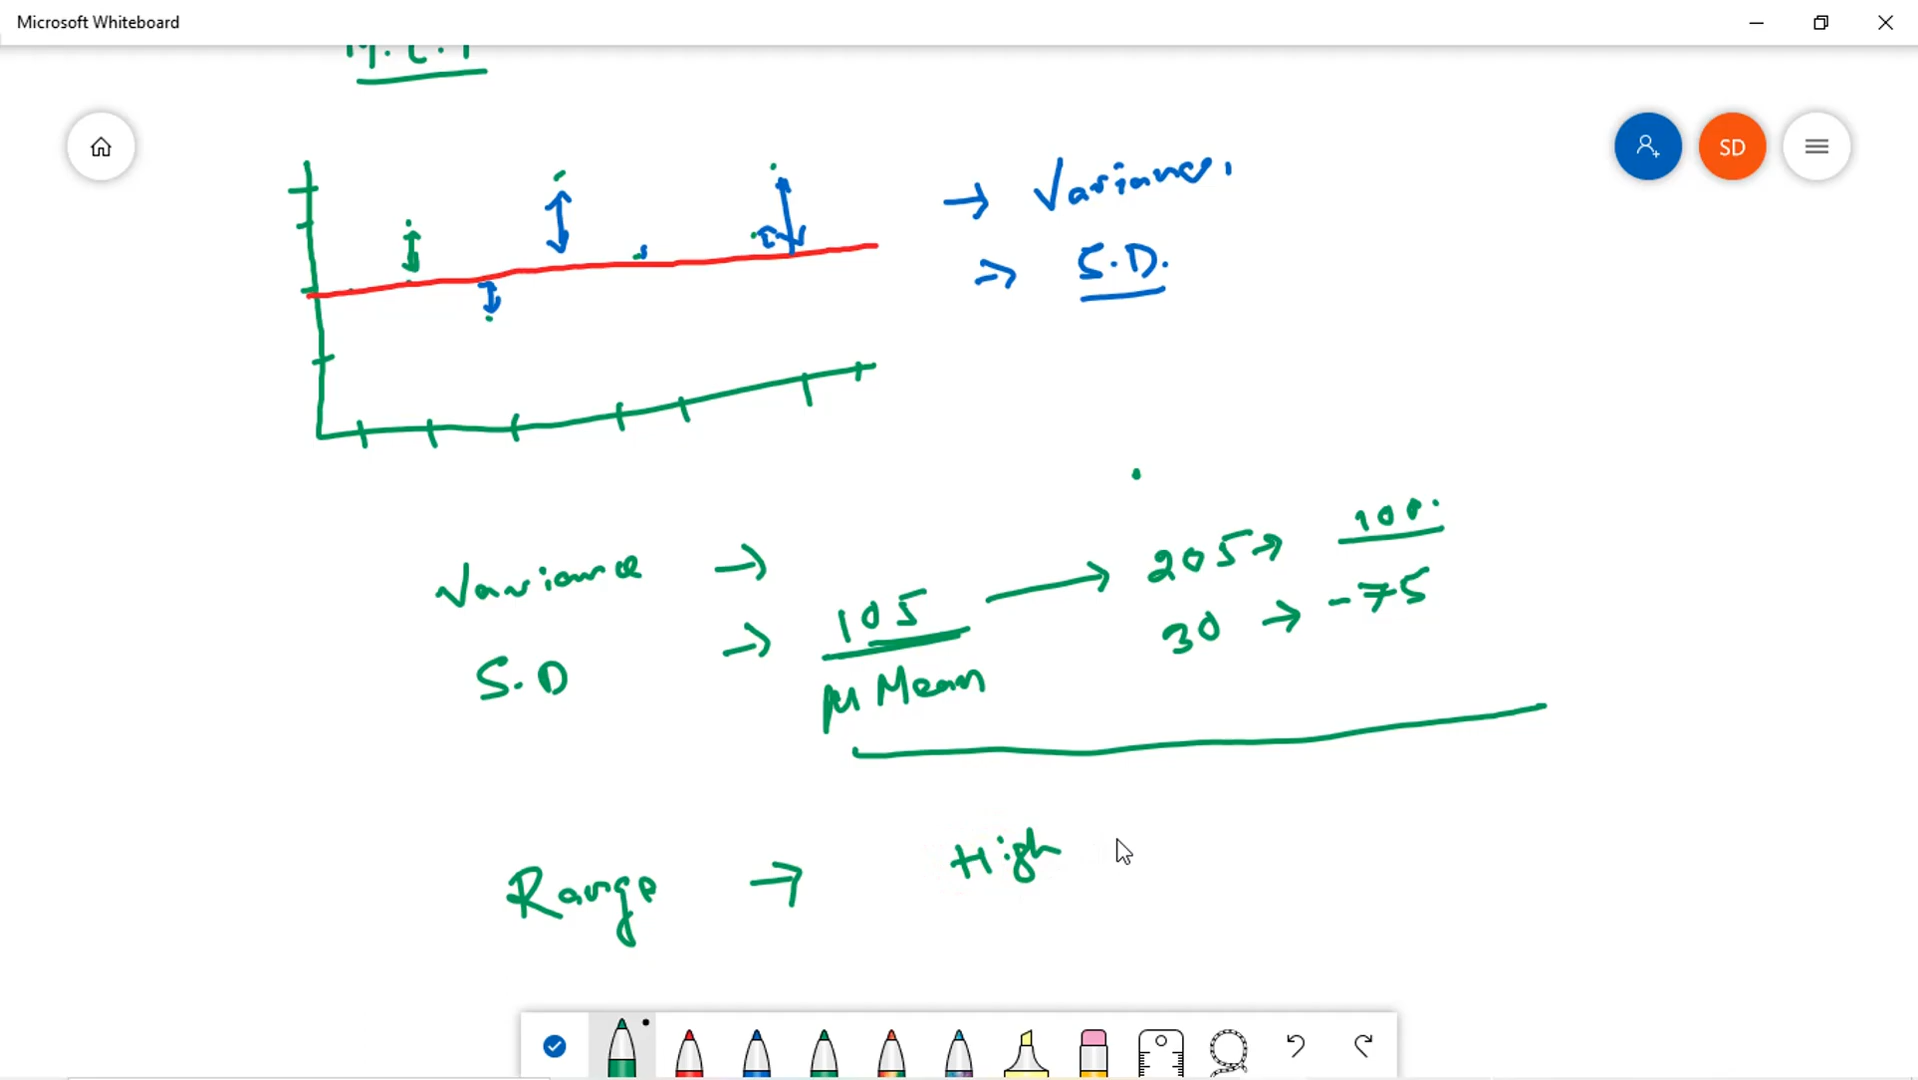 Microsoft Whiteboard
M.C.T
→ Variance.
⇒ S.D.
SD
Variance →
S.D → 105
μ Mean
→ 205 → 100.
30 → -75
Range → High